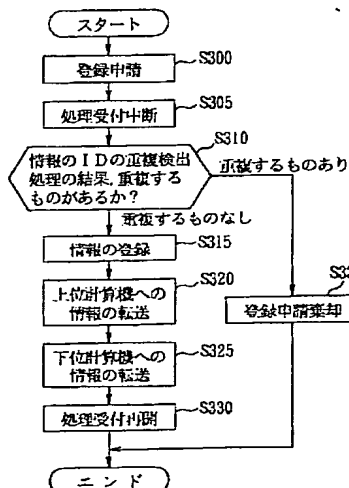 スタート
登録申請
S300
処理受付中断
S305
情報のIDの重複検出
処理の結果,重複する
ものがあるか?
S310
重複するものあり
重複するものなし
情報の登録
S315
上位計算機への
情報の転送
S320
登録申請棄却
下位計算機への
情報の転送
S325
処理受付再開
S330
エンド